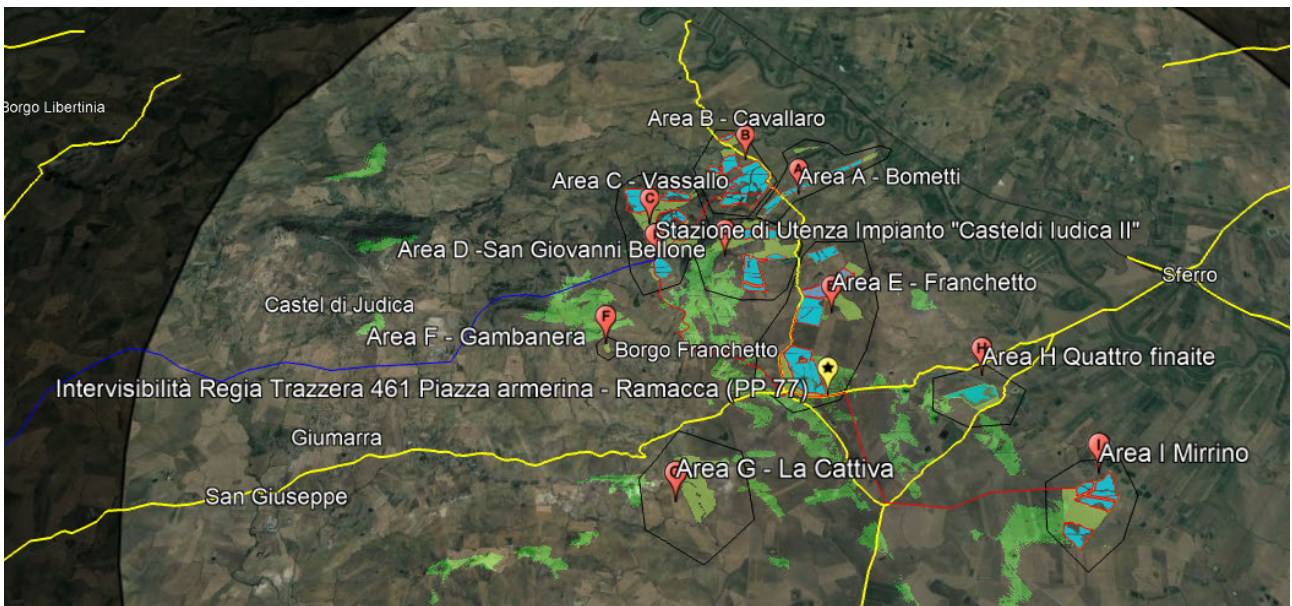 Borgo Libertinia
Area B - Cavallaro
B
A
Area C - Vassallo
Area A - Bometti
C
Stazione di Utenza Impianto "Casteldi Iudica II"
Area D -San Giovanni Bellone
Sferro
E
Area E - Franchetto
Castel di Judica
F
Area F - Gambanera
Borgo Franchetto
H
Area H Quattro finaite
Intervisibilità Regia Trazzera 461 Piazza armerina - Ramacca (PP 77)
Giumarra
I
Area I Mirrino
G
Area G - La Cattiva
San Giuseppe